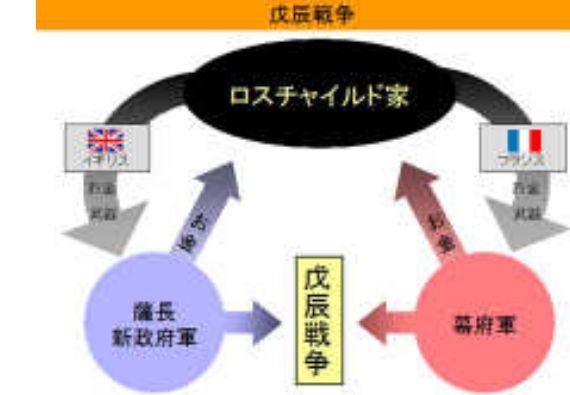 戊辰戦争
ロスチャイルド家
イギリス
フランス
お金
武器
お金
武器
お金
お金
薩長
新政府軍
戊辰戦争
幕府軍